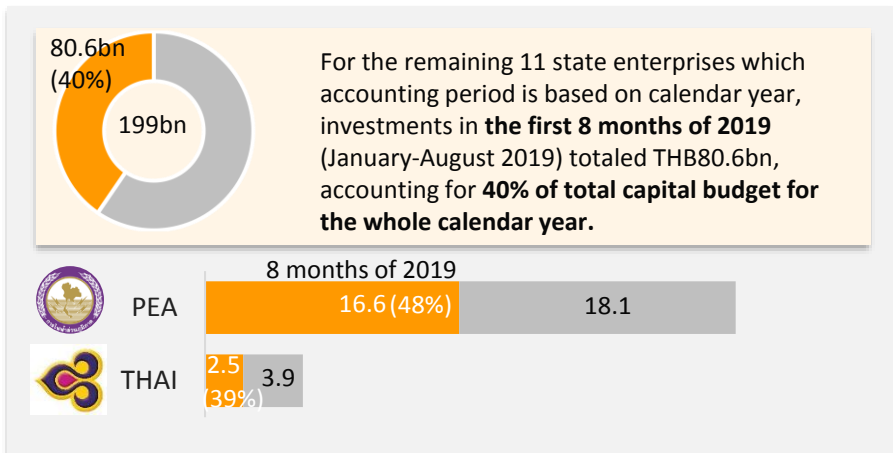 80.6bn
(40%)
199bn
For the remaining 11 state enterprises which
accounting period is based on calendar year,
investments in the first 8 months of 2019
(January-August 2019) totaled THB80.6bn,
accounting for 40% of total capital budget for
the whole calendar year.
8 months of 2019
PEA
16.6 (48%)
18.1
THAI
2.5
(39%)
3.9